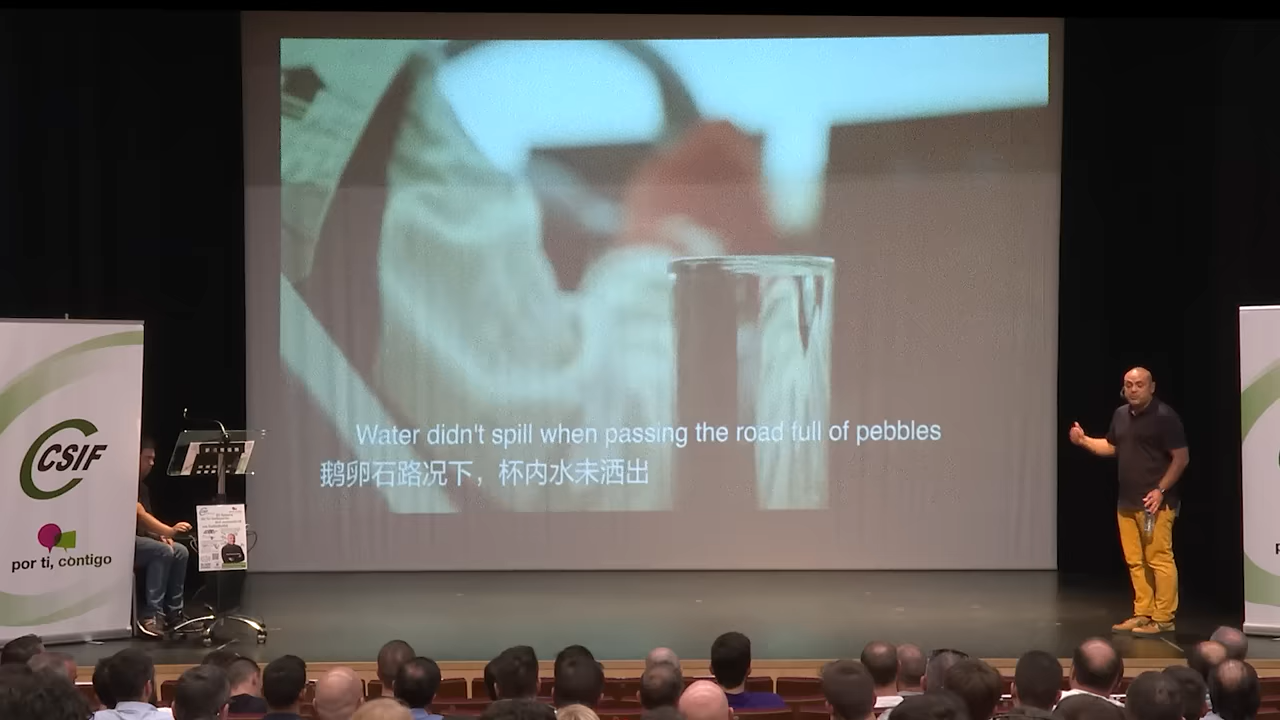 Water didn't spill when passing the road full of pebbles
鹅卵石路况下，杯内水未洒出
CSIF
por ti, contigo